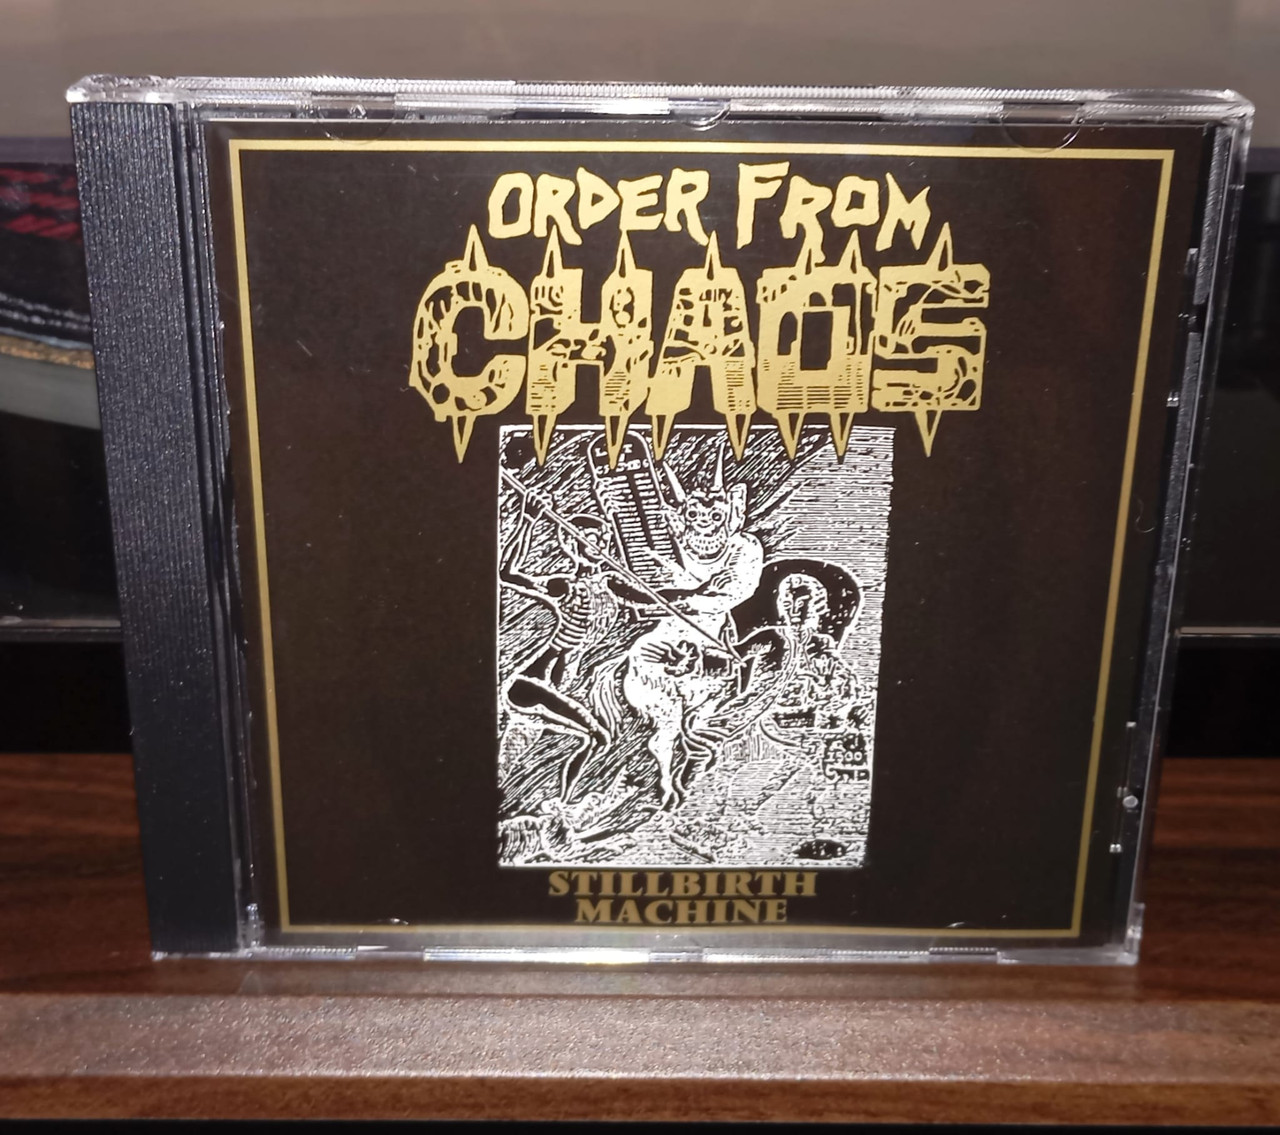 ORDER FROM
CHAOS
STILLBIRTH
MACHINE